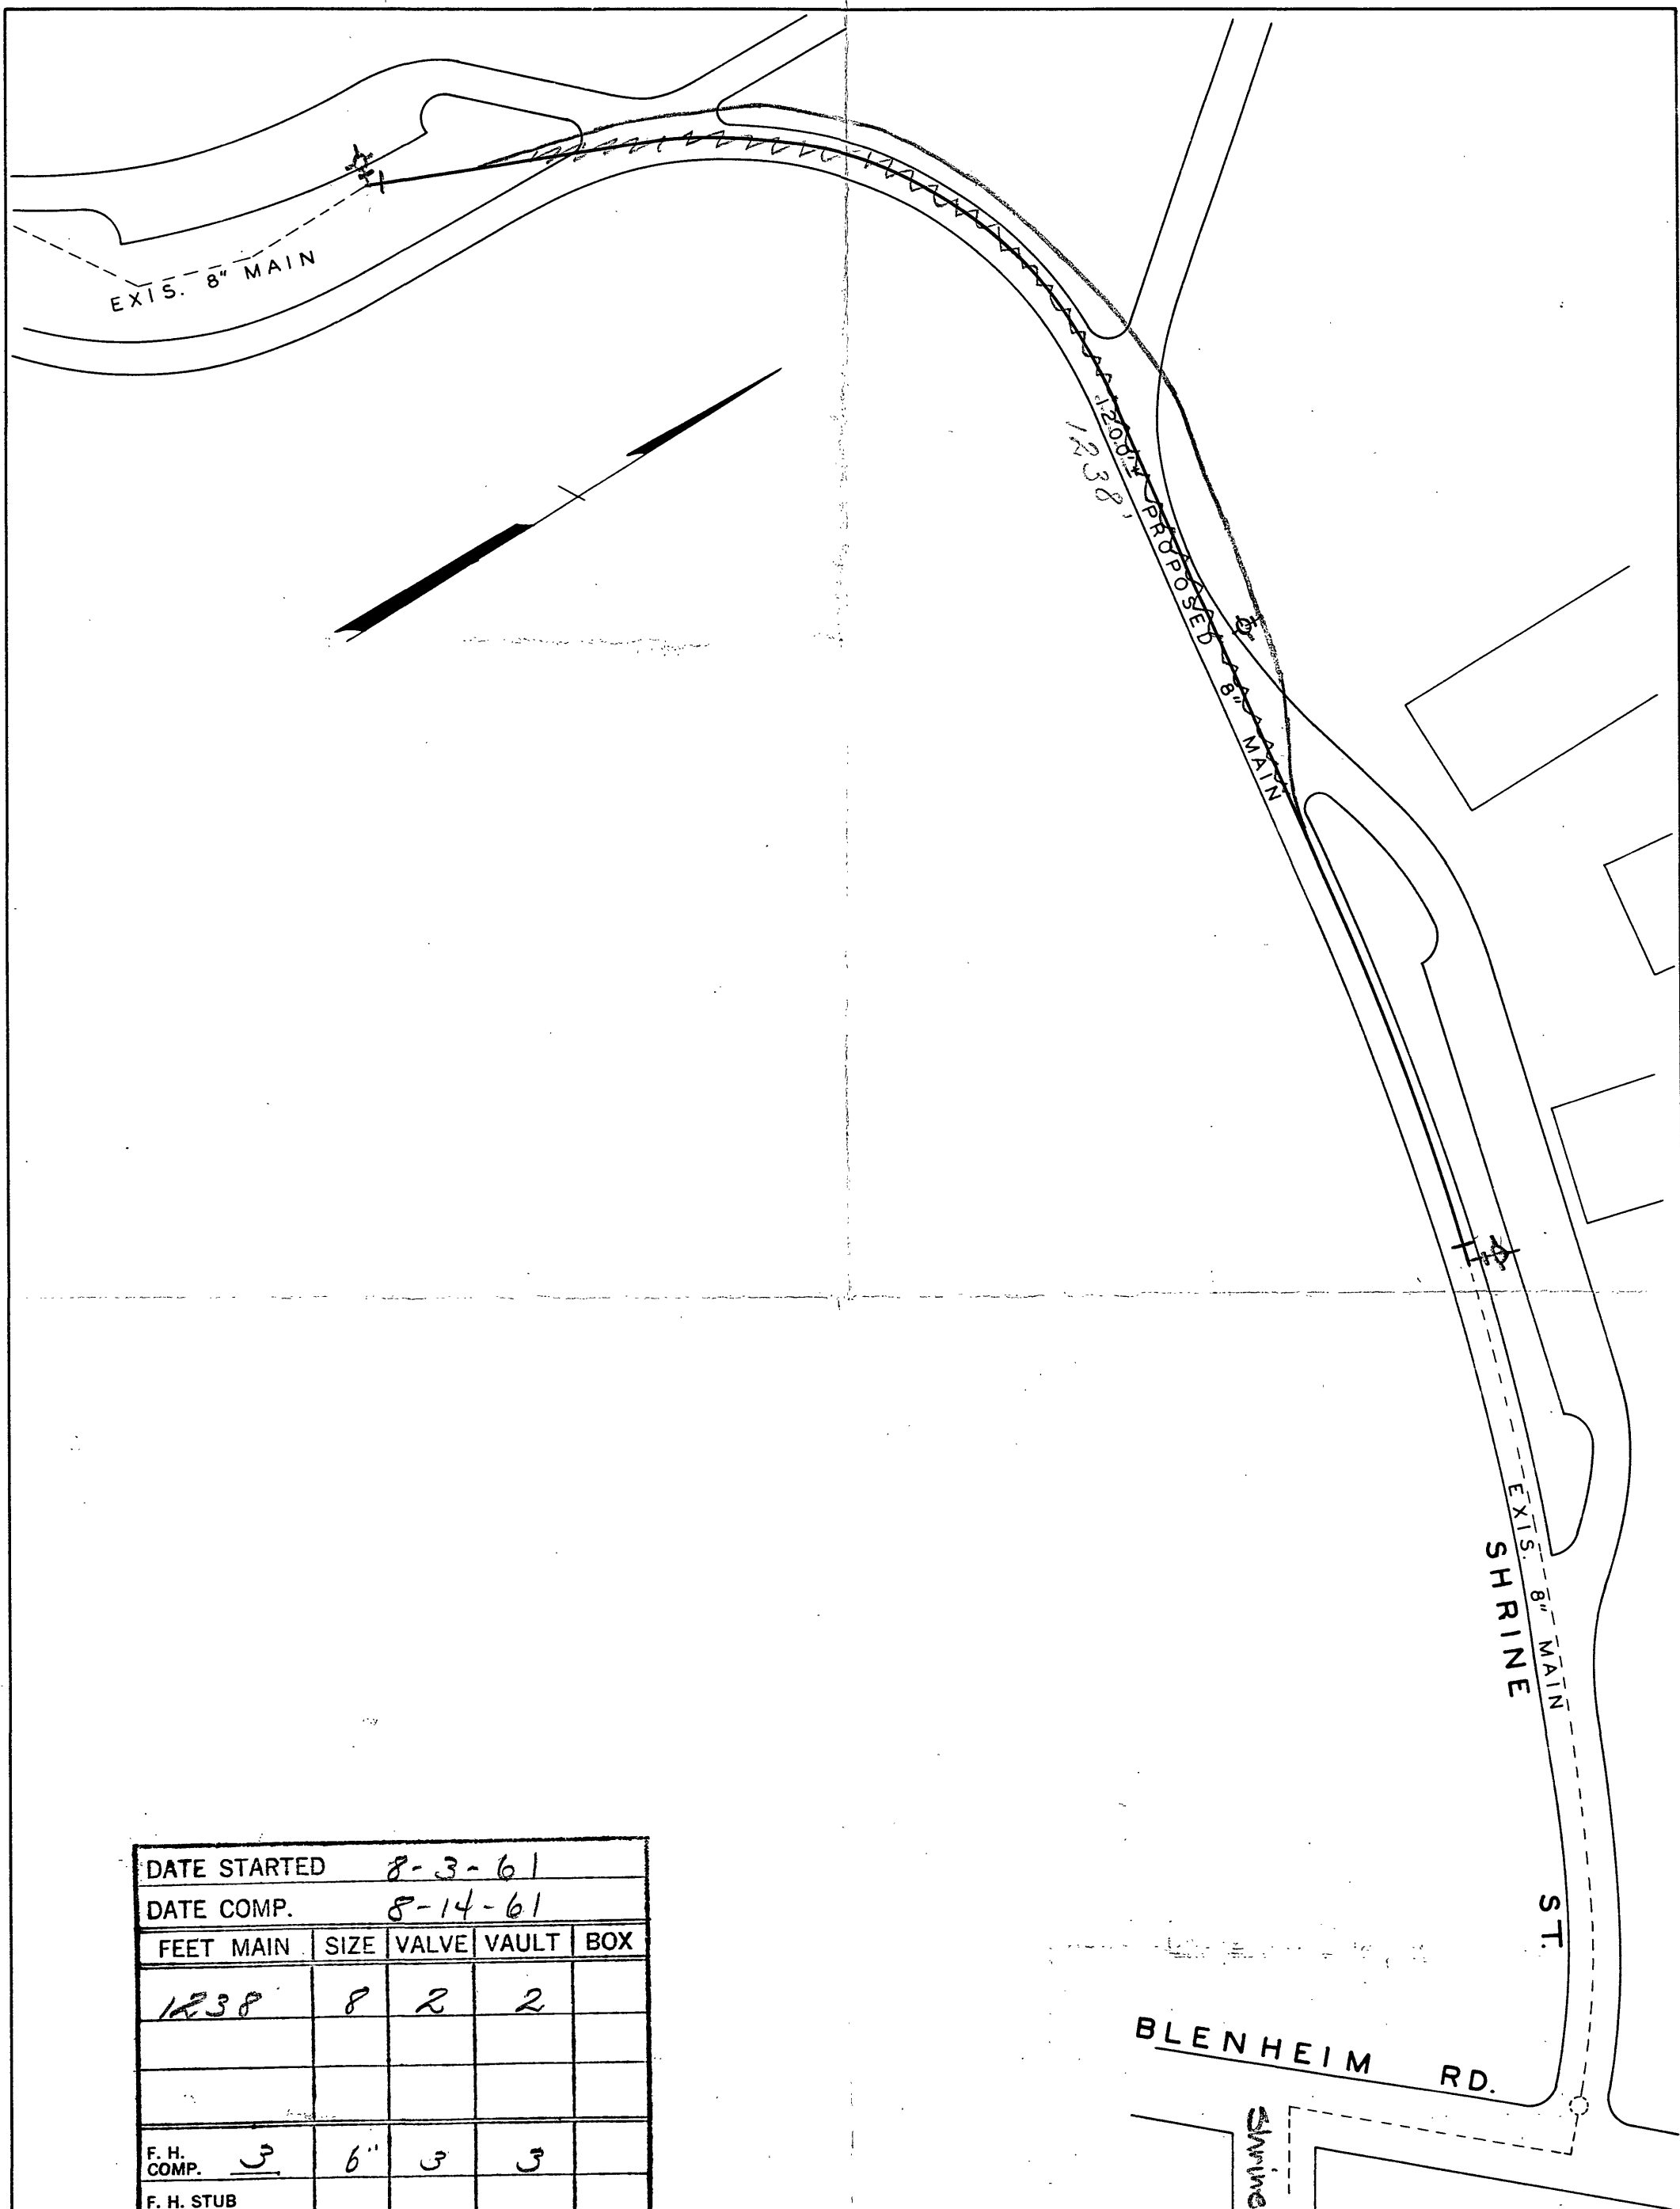 EXIS. 8" MAIN
1200'± PROPOSED 8" MAIN
1238'
EXIS. 8" MAIN
SHRINE ST.
BLENHEIM RD.
Shrine
DATE STARTED 8-3-61
DATE COMP. 8-14-61
FEET MAIN SIZE VALVE VAULT BOX
1238 8 2 2
F. H. COMP. 3 6" 3 3
F. H. STUB